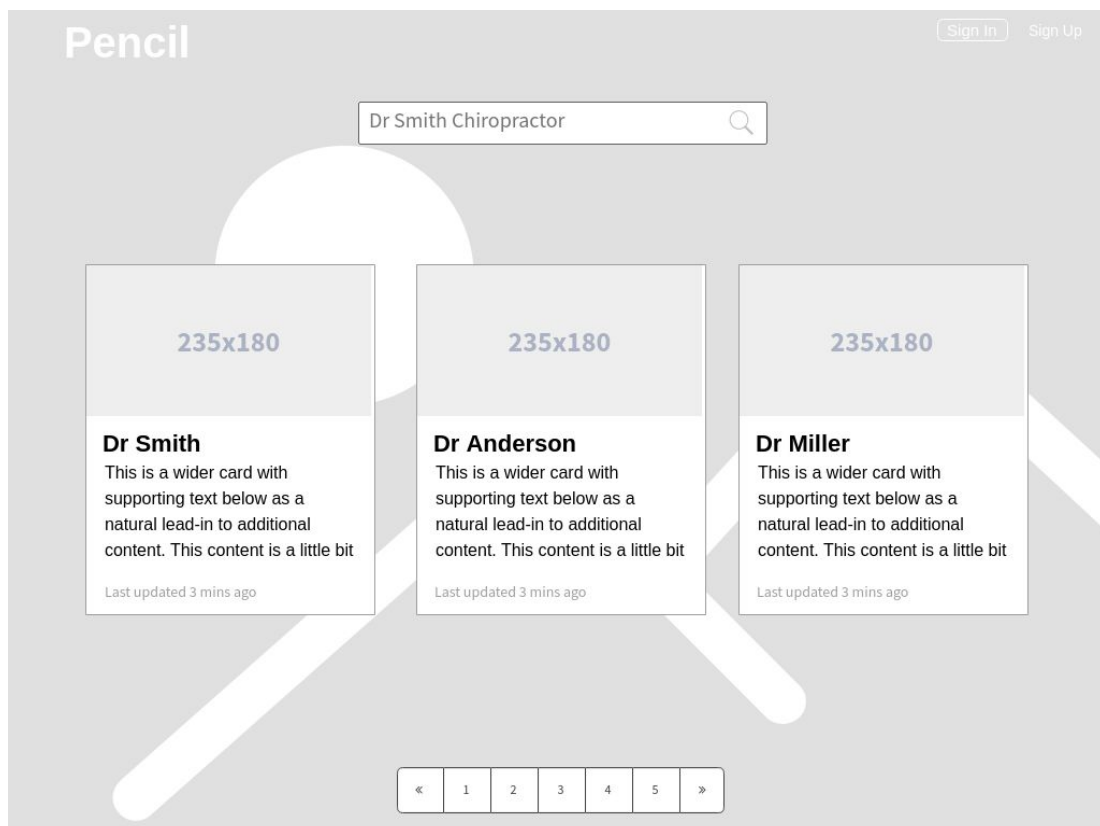 Pencil
Sign In
Sign Up
Dr Smith Chiropractor
235x180
Dr Smith
This is a wider card with
supporting text below as a
natural lead-in to additional
content. This content is a little bit
Last updated 3 mins ago
235x180
Dr Anderson
This is a wider card with
supporting text below as a
natural lead-in to additional
content. This content is a little bit
Last updated 3 mins ago
235x180
Dr Miller
This is a wider card with
supporting text below as a
natural lead-in to additional
content. This content is a little bit
Last updated 3 mins ago
« 1 2 3 4 5 »